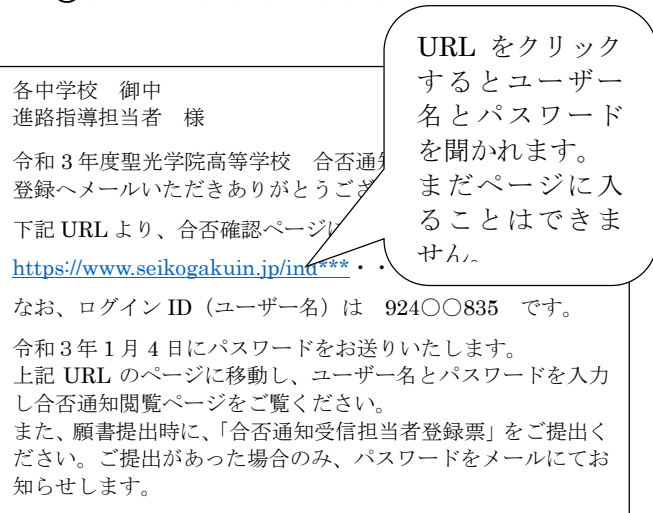 URL をクリック
するとユーザー
名とパスワード
を聞かれます。
まだページに入
ることはできま
せん。
各中学校 御中
進路指導担当者 様
令和 3 年度聖光学院高等学校 合否通
登録へメールいただきありがとうござ
下記 URL より、合否確認ページに
https://www.seikogakuin.jp/ind***・・
なお、ログイン ID（ユーザー名）は 924〇〇835 です。
令和３年 1 月 4 日にパスワードをお送りいたします。
上記 URL のページに移動し、ユーザー名とパスワードを入力
し合否通知閲覧ページをご覧ください。
また、願書提出時に、「合否通知受信担当者登録票」をご提出く
ださい。ご提出があった場合のみ、パスワードをメールにてお
知らせします。